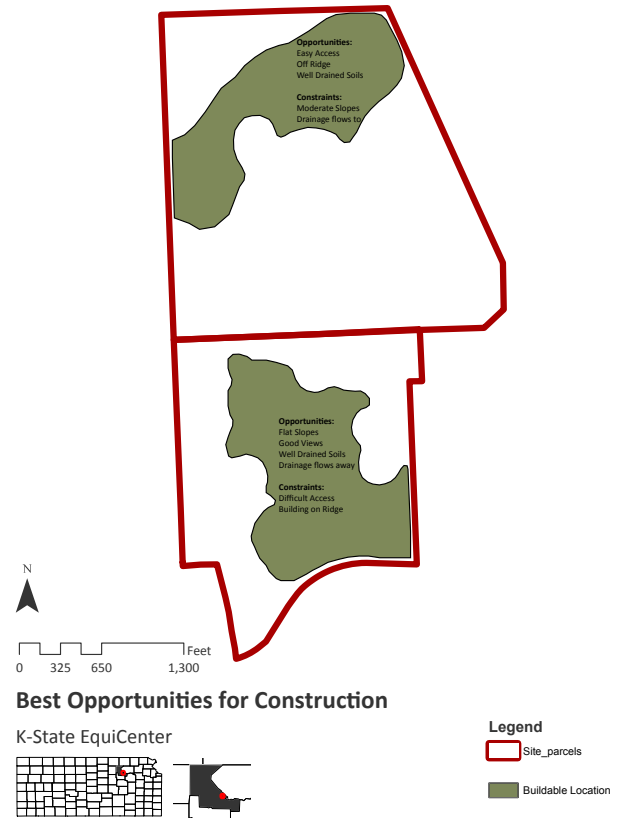 Opportunities:
Easy Access
Off Ridge
Well Drained Soils
Constraints:
Moderate Slopes
Drainage flows to
Opportunities:
Flat Slopes
Good Views
Well Drained Soils
Drainage flows away
Constraints:
Difficult Access
Building on Ridge
N
Feet
0 325 650 1,300
Best Opportunities for Construction
K-State EquiCenter
Legend
Site_parcels
Buildable Location